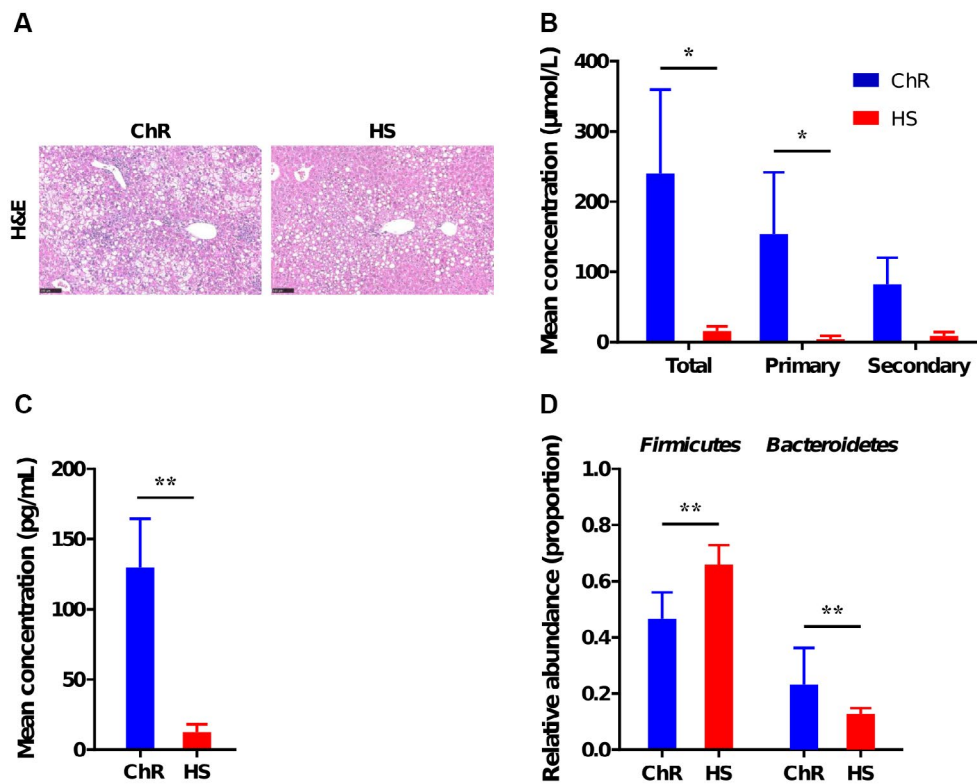 A
ChR
HS
H&E
B
Mean concentration (µmol/L)
400
300
200
100
0
*
*
ChR
HS
Total
Primary
Secondary
C
Mean concentration (pg/mL)
200
150
100
50
0
**
ChR
HS
D
Firmicutes
Bacteroidetes
Relative abundance (proportion)
1.0
0.8
0.6
0.4
0.2
0.0
**
**
ChR
HS
ChR
HS